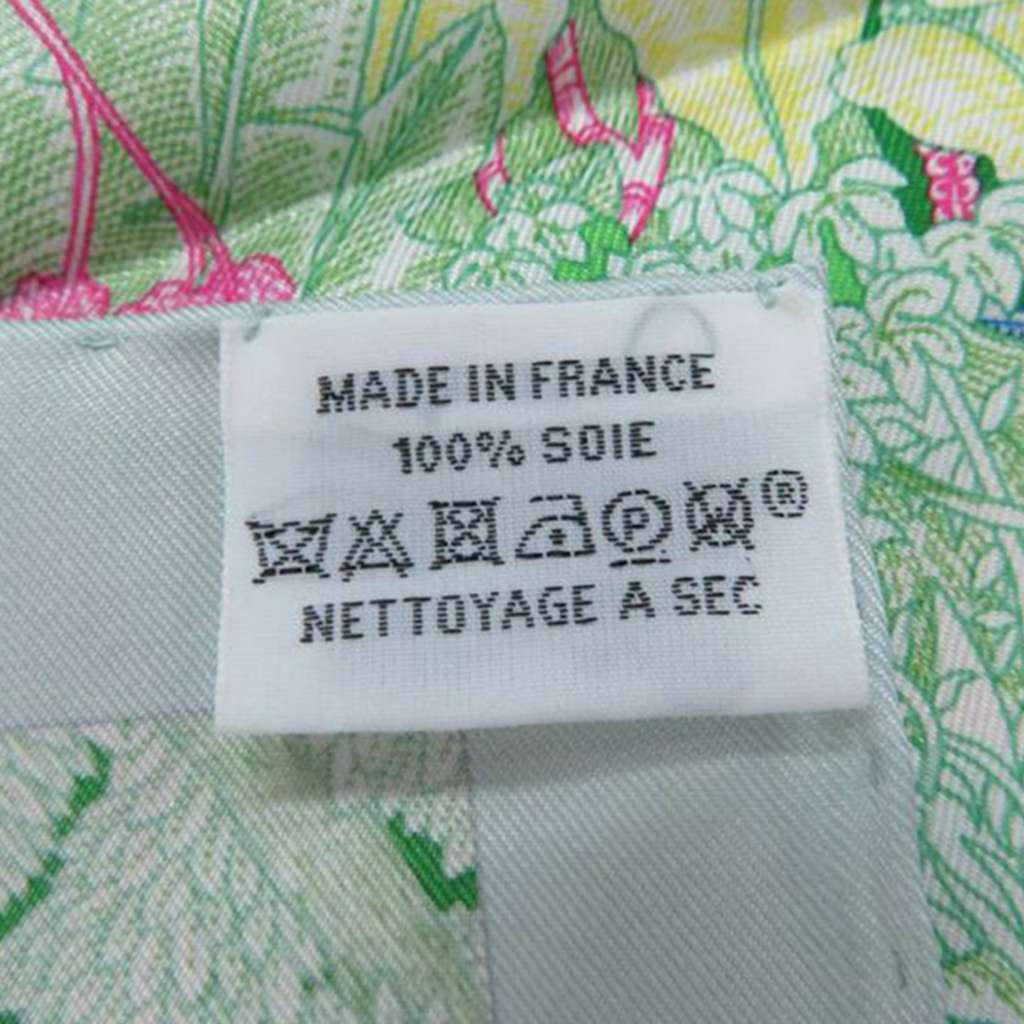 MADE IN FRANCE
100% SOIE
P W ®
NETTOYAGE A SEC